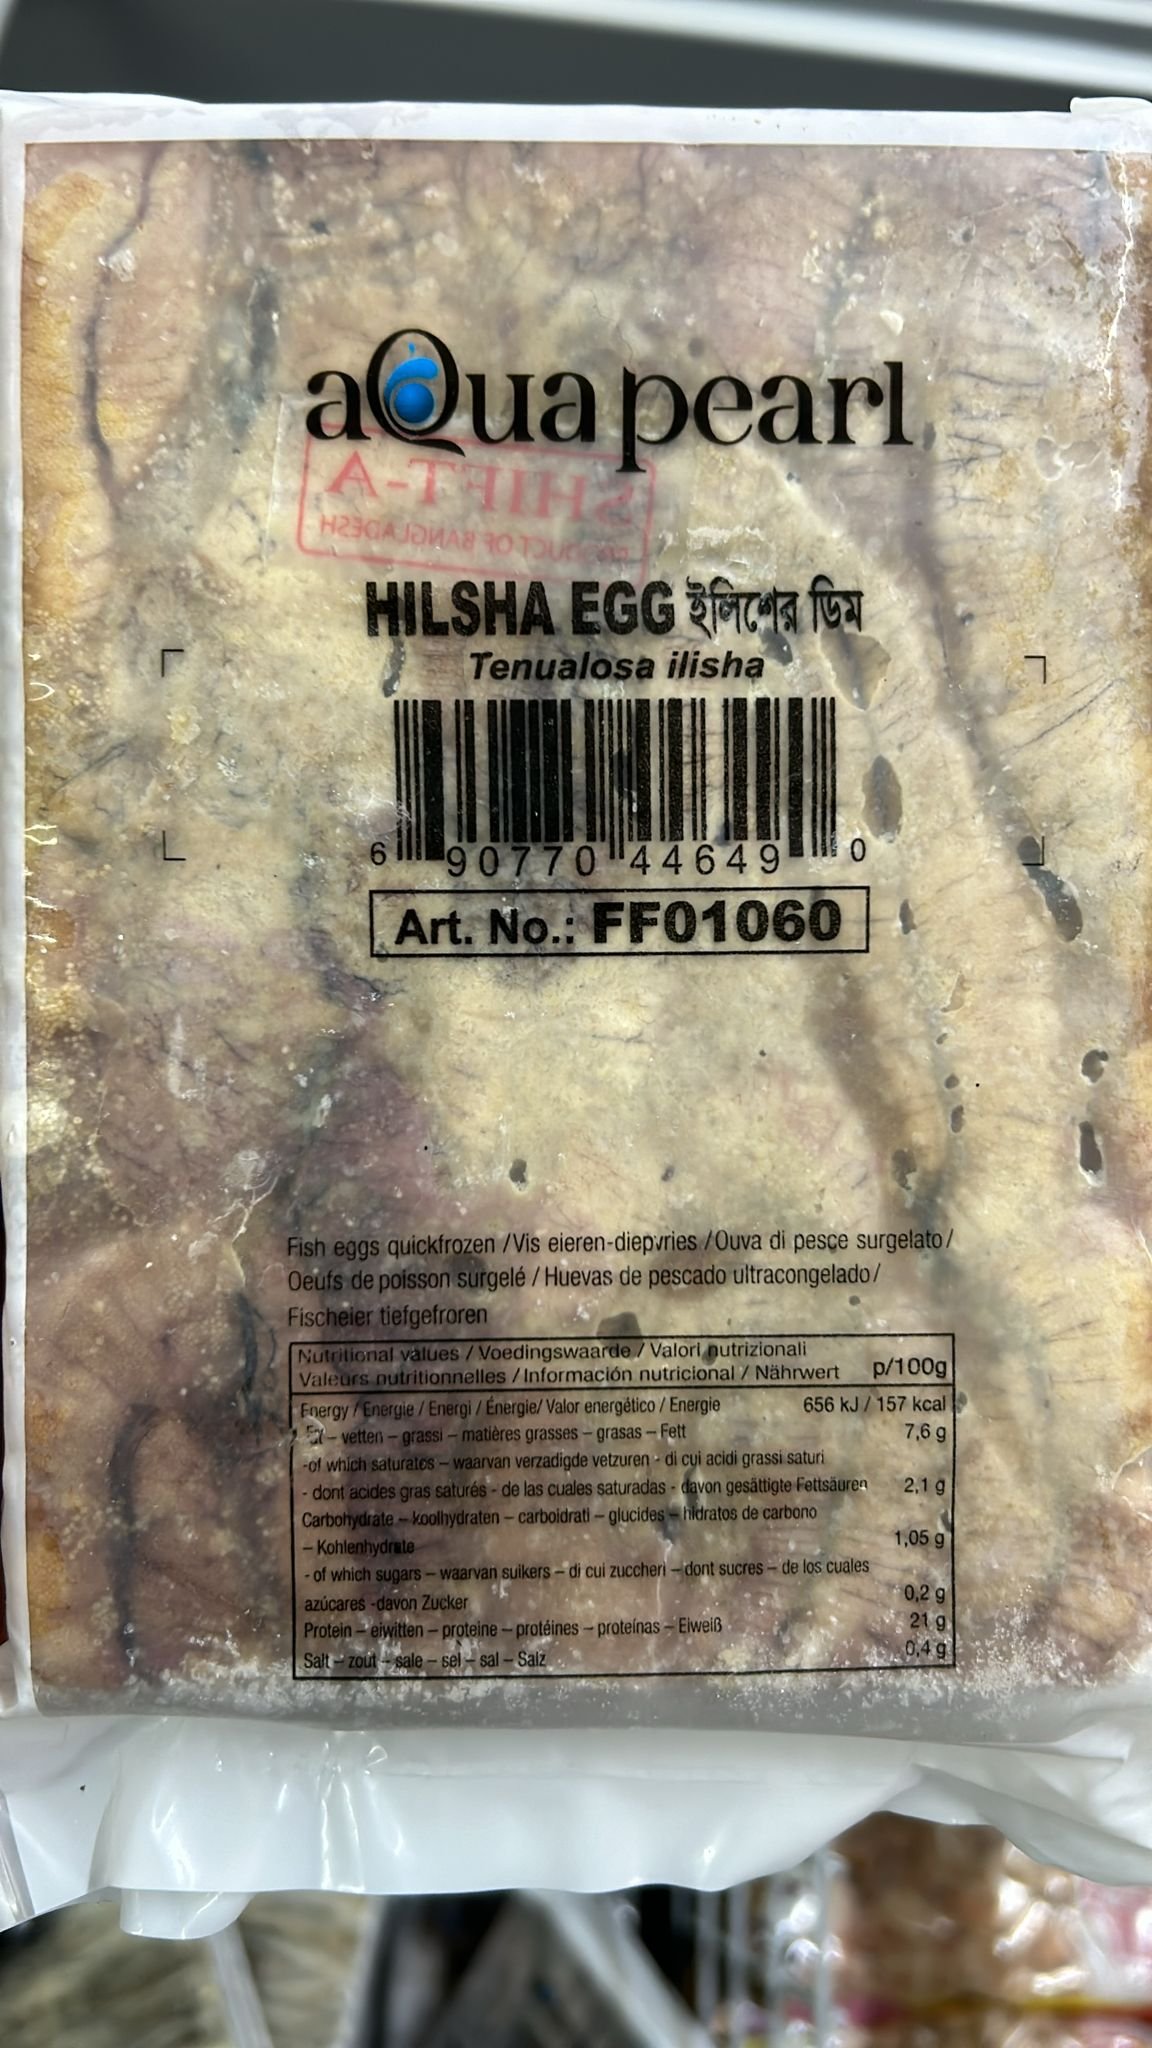 aQua pearl
SHIFT-A
PRODUCT OF BANGLADESH
HILSHA EGG ইলিশের ডিম
Tenualosa ilisha
6 90770 44649 0
Art. No.: FF01060
Fish eggs quickfrozen / Vis eieren-diepvries / Ouva di pesce surgelato /
Oeufs de poisson surgelé / Huevas de pescado ultracongelado /
Fischeier tiefgefroren
Nutritional values / Voedingswaarde / Valori nutrizionali
Valeurs nutritionnelles / Información nutricional / Nährwert p/100g
Energy / Energie / Energi / Énergie/ Valor energético / Energie 656 kJ / 157 kcal
– vetten – grassi – matières grasses – grasas – Fett 7,6 g
-of which saturates – waarvan verzadigde vetzuren - di cui acidi grassi saturi
- dont acides gras saturés - de las cuales saturadas - davon gesättigte Fettsäuren 2,1 g
Carbohydrate – koolhydraten – carboidrati – glucides – hidratos de carbono
– Kohlenhydrate 1,05 g
- of which sugars – waarvan suikers – di cui zuccheri – dont sucres – de los cuales
azúcares -davon Zucker 0,2 g
Protein – eiwitten – proteine – protéines – proteínas – Eiweiß 21 g
Salt – zout – sale – sel – sal – Salz 0,4 g